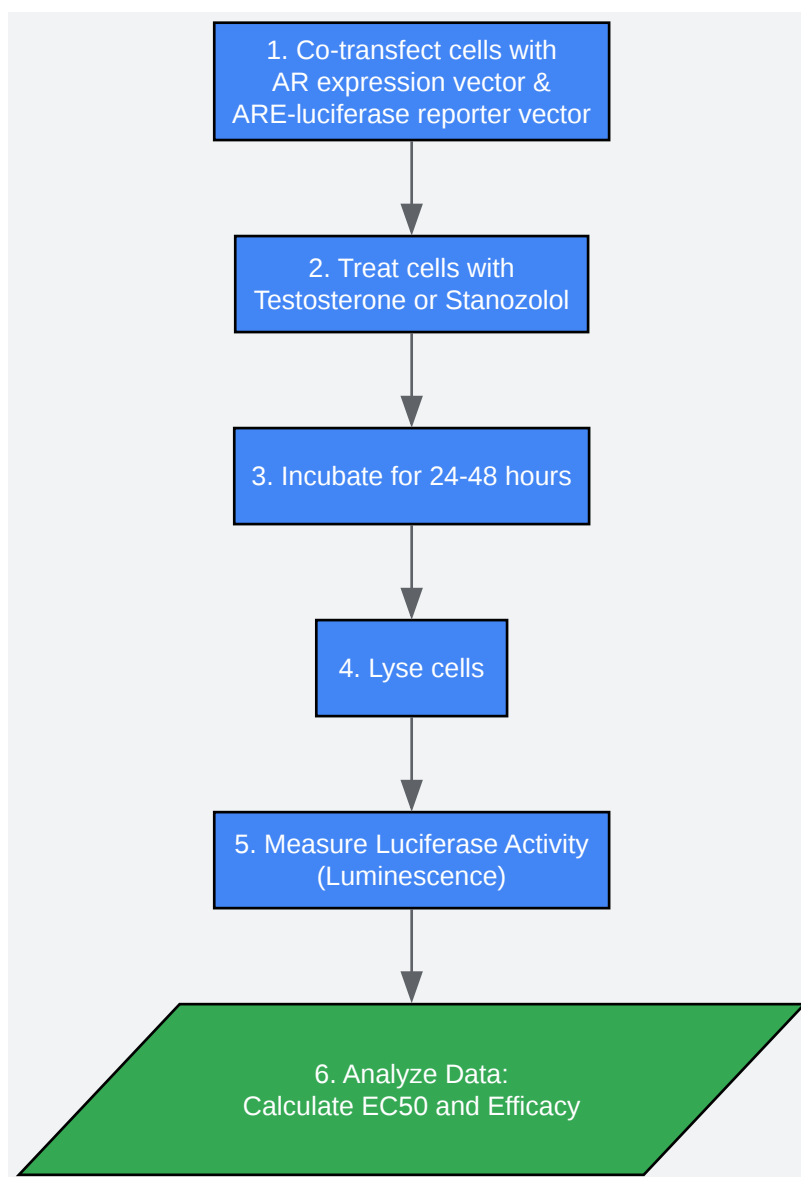 1. Co-transfect cells with
AR expression vector &
ARE-luciferase reporter vector
2. Treat cells with
Testosterone or Stanozolol
3. Incubate for 24-48 hours
4. Lyse cells
5. Measure Luciferase Activity
(Luminescence)
6. Analyze Data:
Calculate EC50 and Efficacy